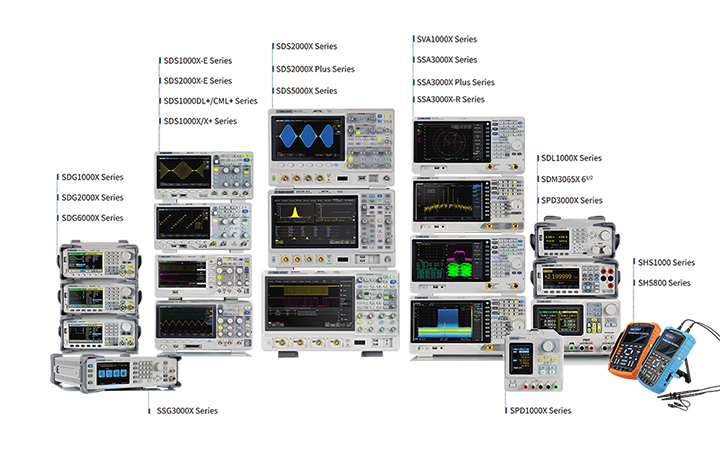 SDG1000X Series
SDG2000X Series
SDG6000X Series
SDS1000X-E Series
SDS2000X-E Series
SDS1000DL+/CML+ Series
SDS1000X/X+ Series
SDS2000X Series
SDS2000X Plus Series
SDS5000X Series
SVA1000X Series
SSA3000X Series
SSA3000X Plus Series
SSA3000X-R Series
SDL1000X Series
SDM3065X 6¹/²
SPD3000X Series
SHS1000 Series
SHS800 Series
+2.199999
SSG3000X Series
SPD1000X Series